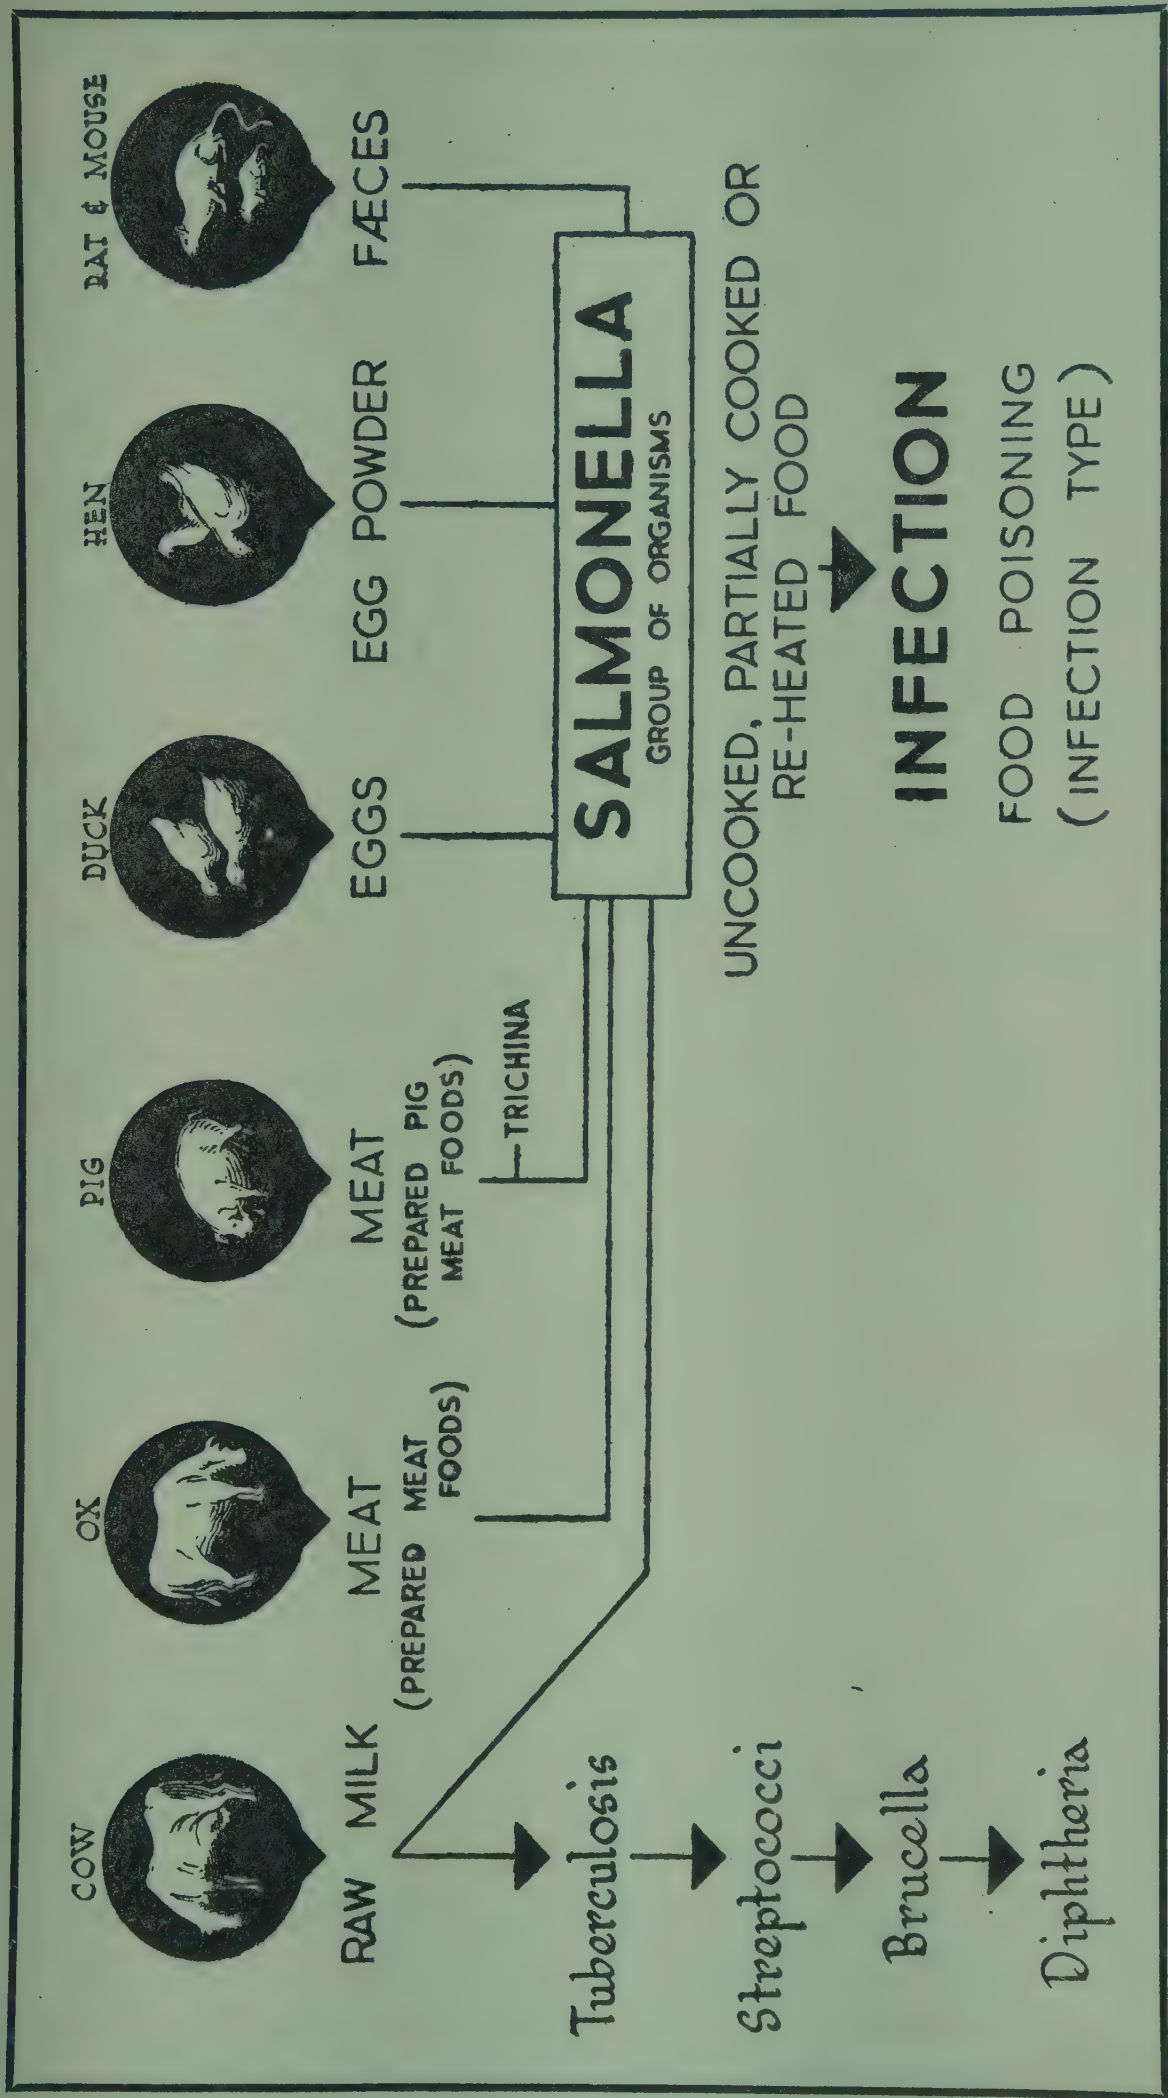 COW
OX
PIG
DUCK
HEN
RAT & MOUSE
RAW MILK
MEAT
(PREPARED MEAT
FOODS)
MEAT
(PREPARED PIG
MEAT FOODS)
TRICHINA
EGGS
EGG POWDER
FÆCES
SALMONELLA
GROUP OF ORGANISMS
UNCOOKED, PARTIALLY COOKED OR
RE-HEATED FOOD
INFECTION
FOOD POISONING
(INFECTION TYPE)
Tuberculosis
Streptococci
Brucella
Diphtheria